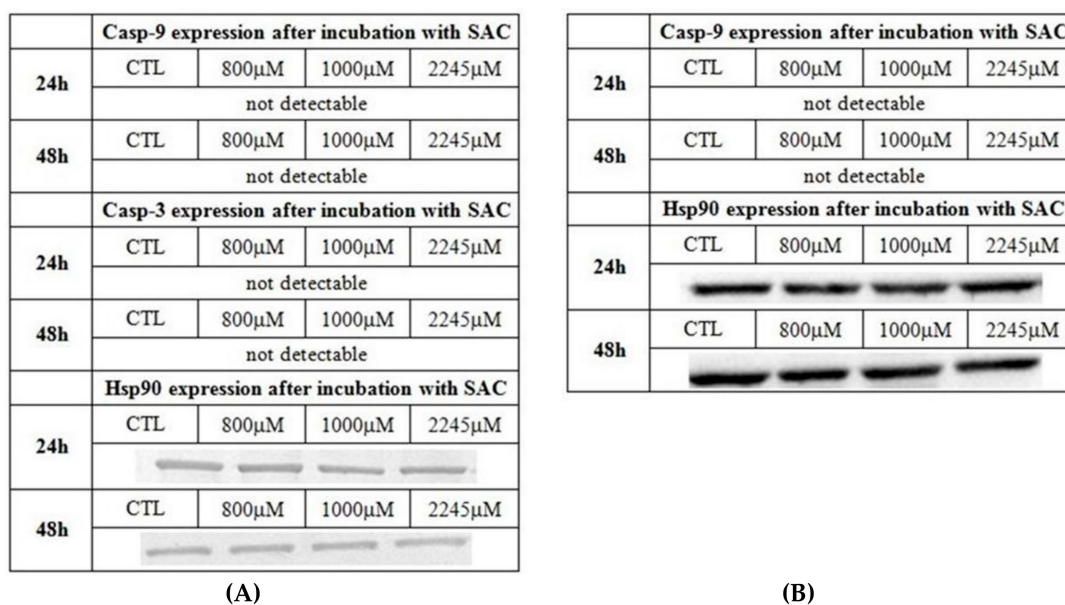 Casp-9 expression after incubation with SAC
24h
CTL 800µM 1000µM 2245µM
not detectable
48h
CTL 800µM 1000µM 2245µM
not detectable
Casp-3 expression after incubation with SAC
24h
CTL 800µM 1000µM 2245µM
not detectable
48h
CTL 800µM 1000µM 2245µM
not detectable
Hsp90 expression after incubation with SAC
24h
CTL 800µM 1000µM 2245µM
48h
CTL 800µM 1000µM 2245µM
(A)
Casp-9 expression after incubation with SAC
24h
CTL 800µM 1000µM 2245µM
not detectable
48h
CTL 800µM 1000µM 2245µM
not detectable
Hsp90 expression after incubation with SAC
24h
CTL 800µM 1000µM 2245µM
48h
CTL 800µM 1000µM 2245µM
(B)